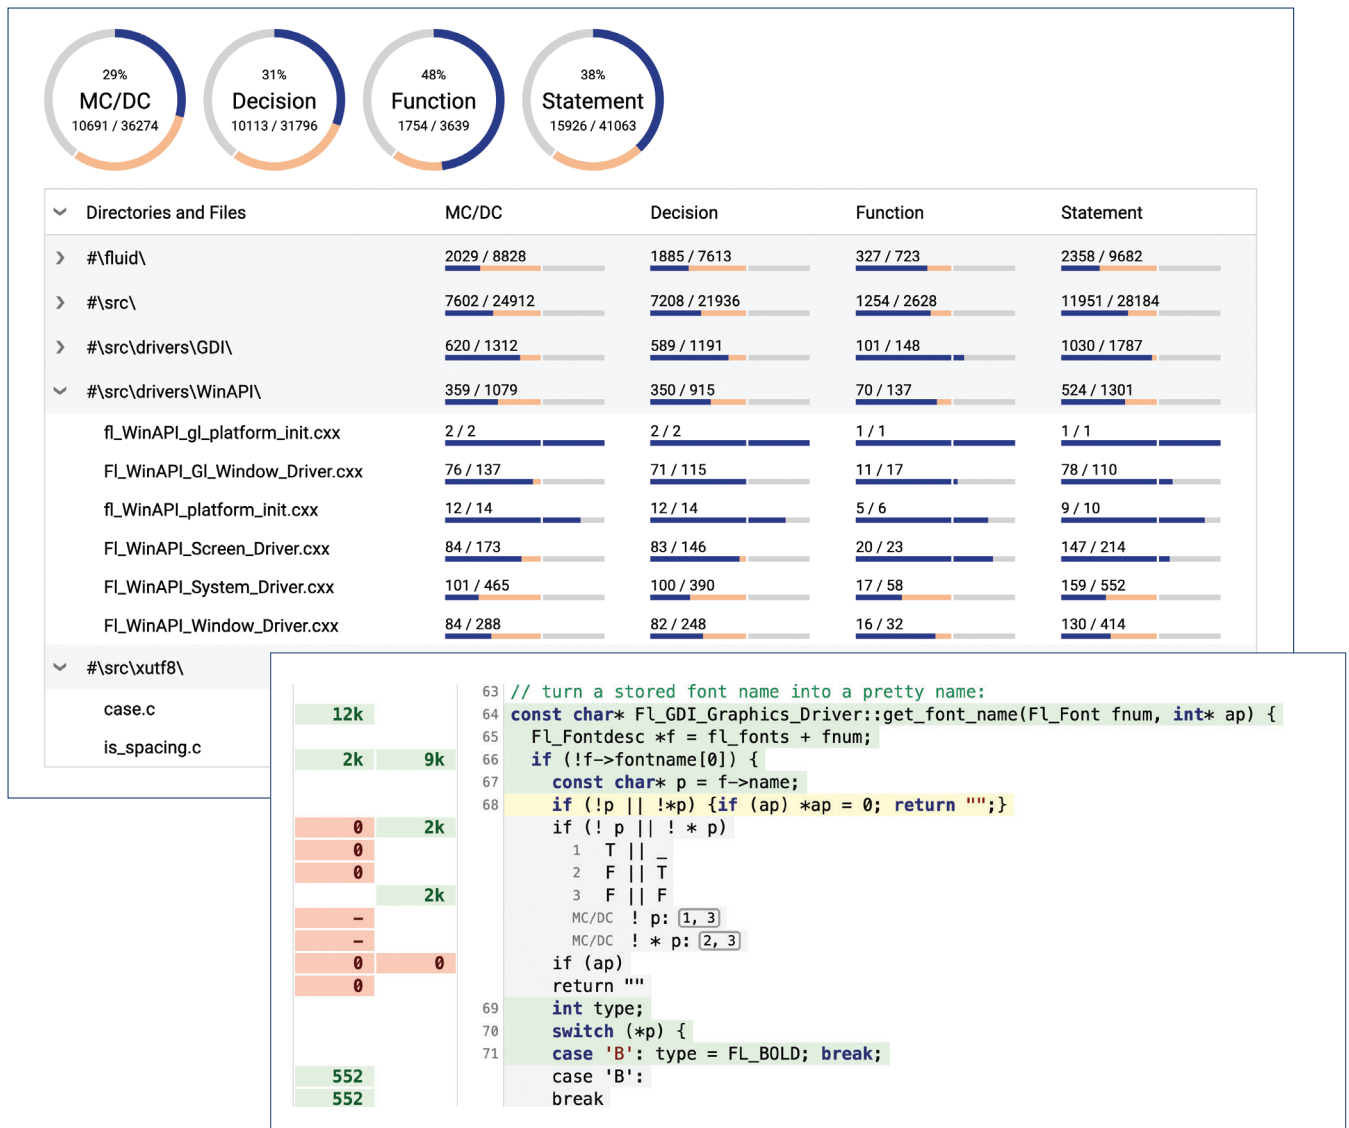 29%
MC/DC
10691 / 36274
31%
Decision
10113 / 31796
48%
Function
1754 / 3639
38%
Statement
15926 / 41063
Directories and Files MC/DC Decision Function Statement
#\fluid\ 2029 / 8828 1885 / 7613 327 / 723 2358 / 9682
#\src\ 7602 / 24912 7208 / 21936 1254 / 2628 11951 / 28184
#\src\drivers\GDI\ 620 / 1312 589 / 1191 101 / 148 1030 / 1787
#\src\drivers\WinAPI\ 359 / 1079 350 / 915 70 / 137 524 / 1301
fl_WinAPI_gl_platform_init.cxx 2 / 2 2 / 2 1 / 1 1 / 1
Fl_WinAPI_Gl_Window_Driver.cxx 76 / 137 71 / 115 11 / 17 78 / 110
fl_WinAPI_platform_init.cxx 12 / 14 12 / 14 5 / 6 9 / 10
Fl_WinAPI_Screen_Driver.cxx 84 / 173 83 / 146 20 / 23 147 / 214
Fl_WinAPI_System_Driver.cxx 101 / 465 100 / 390 17 / 58 159 / 552
Fl_WinAPI_Window_Driver.cxx 84 / 288 82 / 248 16 / 32 130 / 414
#\src\xutf8\
case.c
is_spacing.c
63 // turn a stored font name into a pretty name:
12k 64 const char* Fl_GDI_Graphics_Driver::get_font_name(Fl_Font fnum, int* ap) {
65 Fl_Fontdesc *f = fl_fonts + fnum;
2k 9k 66 if (!f->fontname[0]) {
67 const char* p = f->name;
68 if (!p || !*p) {if (ap) *ap = 0; return "";}
0 2k if (! p || ! * p)
0 1 T || _
0 2 F || T
2k 3 F || F
– MC/DC ! p: 1, 3
– MC/DC ! * p: 2, 3
0 0 if (ap)
0 return ""
69 int type;
70 switch (*p) {
71 case 'B': type = FL_BOLD; break;
552 case 'B':
552 break